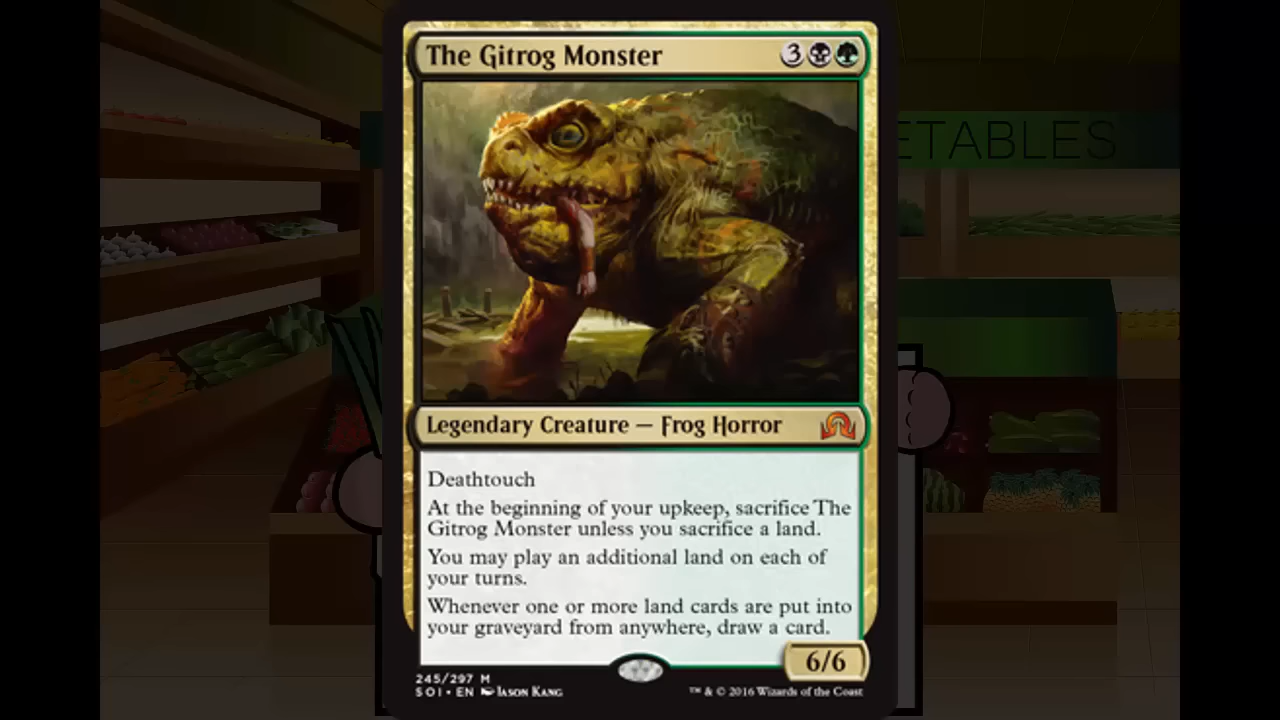 The Gitrog Monster 3
ETABLES
Legendary Creature — Frog Horror
Deathtouch
At the beginning of your upkeep, sacrifice The
Gitrog Monster unless you sacrifice a land.
You may play an additional land on each of
your turns.
Whenever one or more land cards are put into
your graveyard from anywhere, draw a card.
6/6
245/297 M
SOI • EN Jason Kang
™ & © 2016 Wizards of the Coast